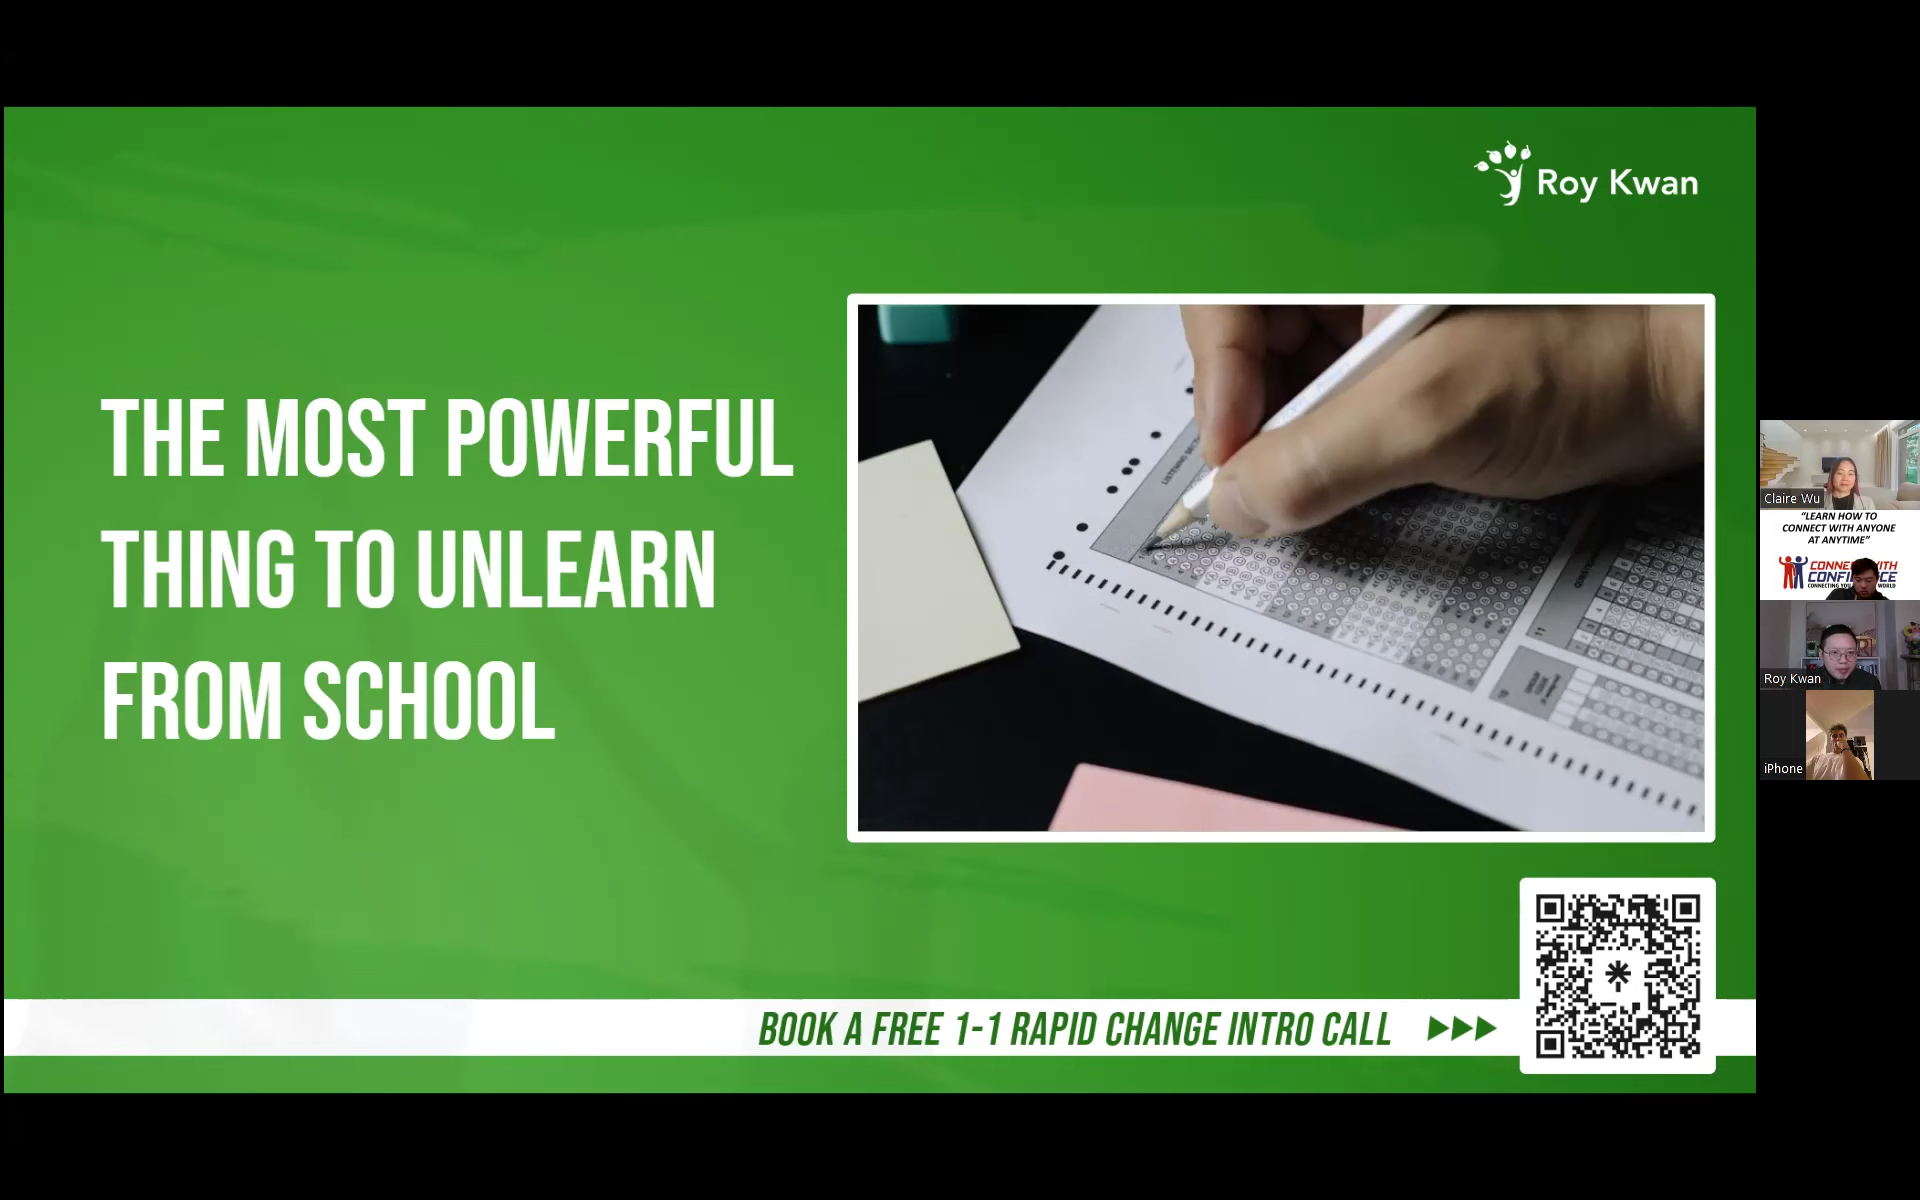 Roy Kwan
THE MOST POWERFUL
THING TO UNLEARN
FROM SCHOOL
BOOK A FREE 1-1 RAPID CHANGE INTRO CALL
Claire Wu
"LEARN HOW TO
CONNECT WITH ANYONE
AT ANYTIME"
Roy Kwan
iPhone